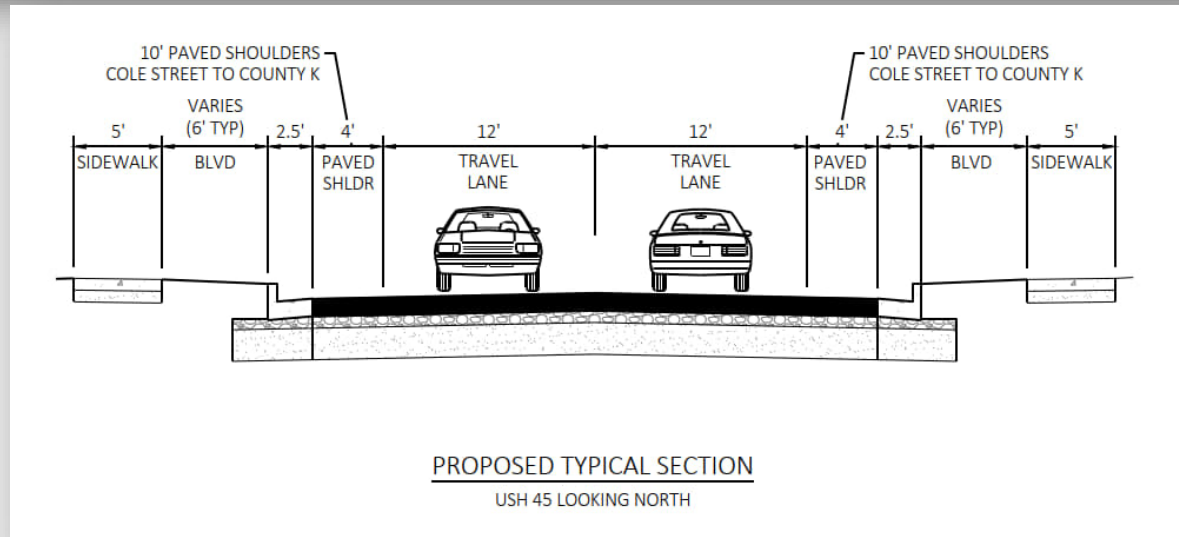 10' PAVED SHOULDERS
COLE STREET TO COUNTY K
10' PAVED SHOULDERS
COLE STREET TO COUNTY K
5'
VARIES
(6' TYP)
2.5'
4'
12'
12'
4'
2.5'
VARIES
(6' TYP)
5'
SIDEWALK
BLVD
PAVED
SHLDR
TRAVEL
LANE
TRAVEL
LANE
PAVED
SHLDR
BLVD
SIDEWALK
PROPOSED TYPICAL SECTION
USH 45 LOOKING NORTH